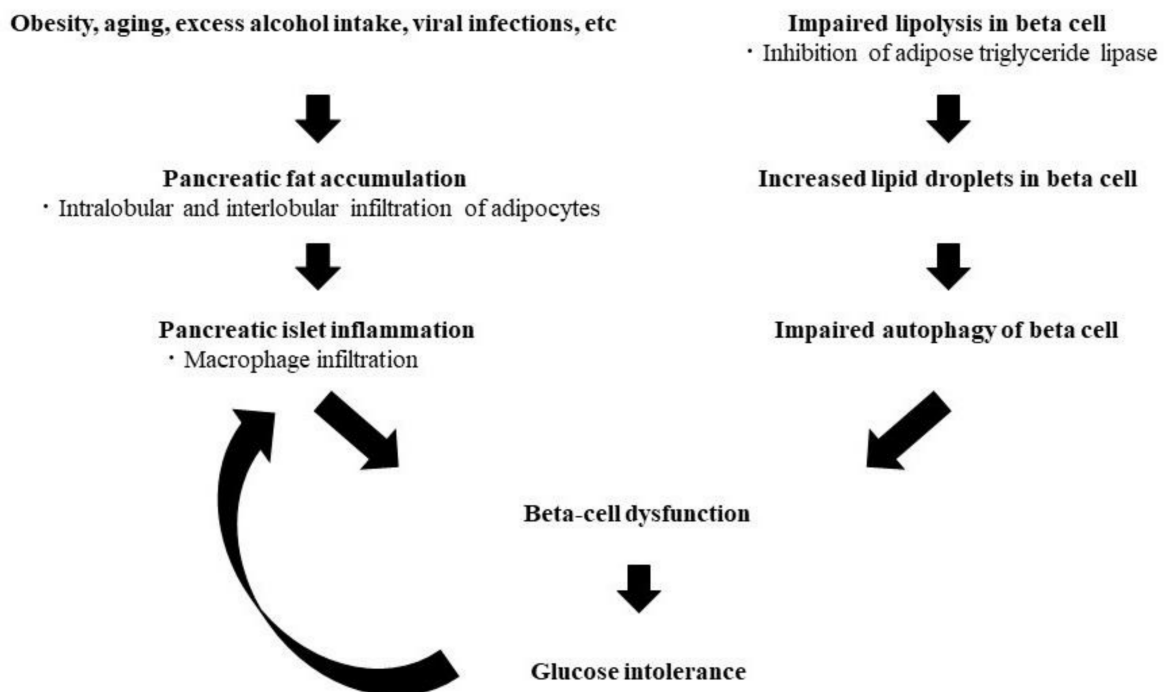 Obesity, aging, excess alcohol intake, viral infections, etc
Impaired lipolysis in beta cell
・Inhibition of adipose triglyceride lipase
Pancreatic fat accumulation
・Intralobular and interlobular infiltration of adipocytes
Increased lipid droplets in beta cell
Pancreatic islet inflammation
・Macrophage infiltration
Impaired autophagy of beta cell
Beta-cell dysfunction
Glucose intolerance